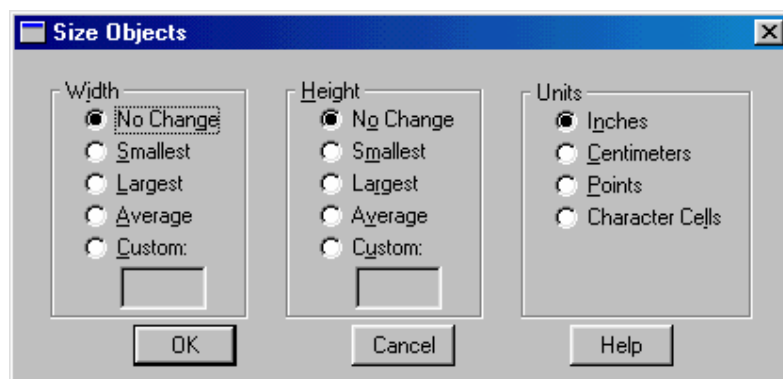 Size Objects
Width
No Change
Smallest
Largest
Average
Custom:
Height
No Change
Smallest
Largest
Average
Custom:
Units
Inches
Centimeters
Points
Character Cells
OK
Cancel
Help